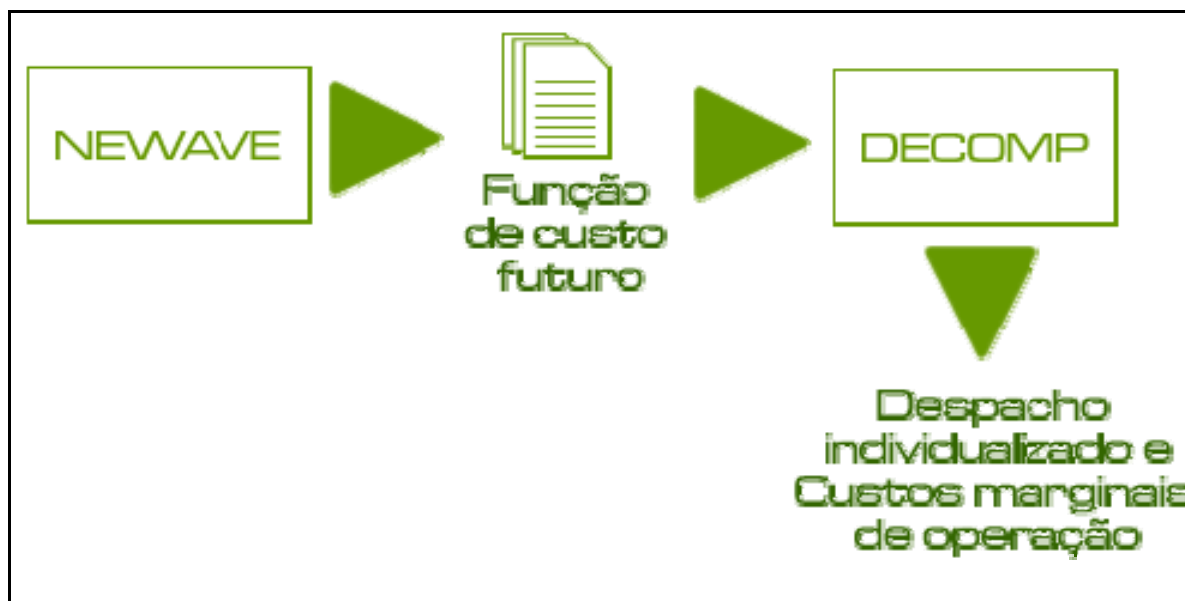 NEWAVE
Função
de custo
futuro
DECOMP
Despacho
individualizado e
Custos marginais
de operação